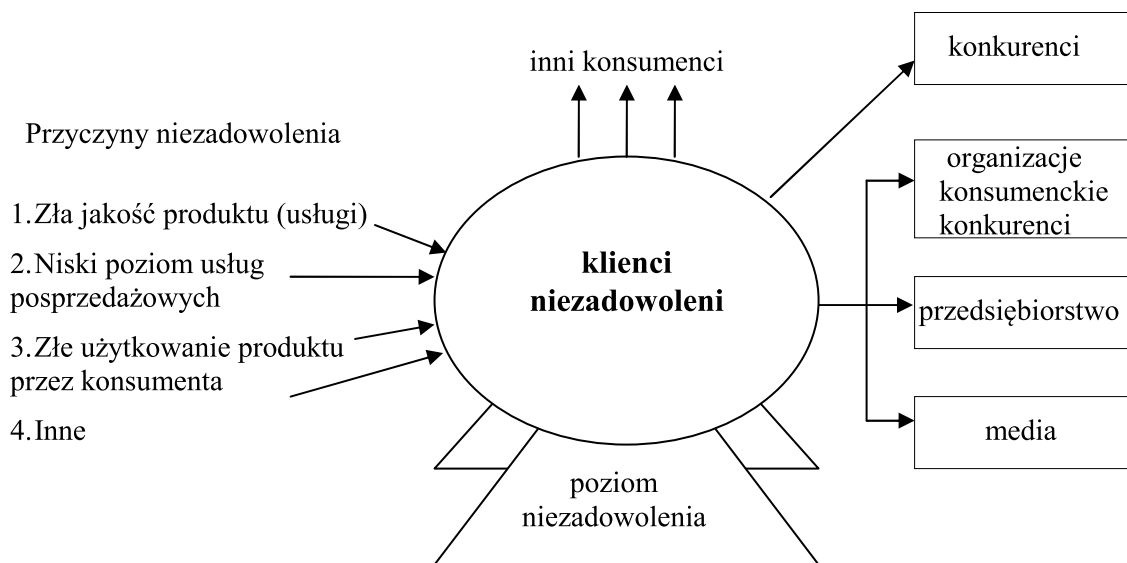 inni konsumenci
Przyczyny niezadowolenia
1.Zła jakość produktu (usługi)
2.Niski poziom usług
posprzedażowych
3.Złe użytkowanie produktu
przez konsumenta
4.Inne
klienci
niezadowoleni
poziom
niezadowolenia
konkurenci
organizacje
konsumenckie
konkurenci
przedsiębiorstwo
media